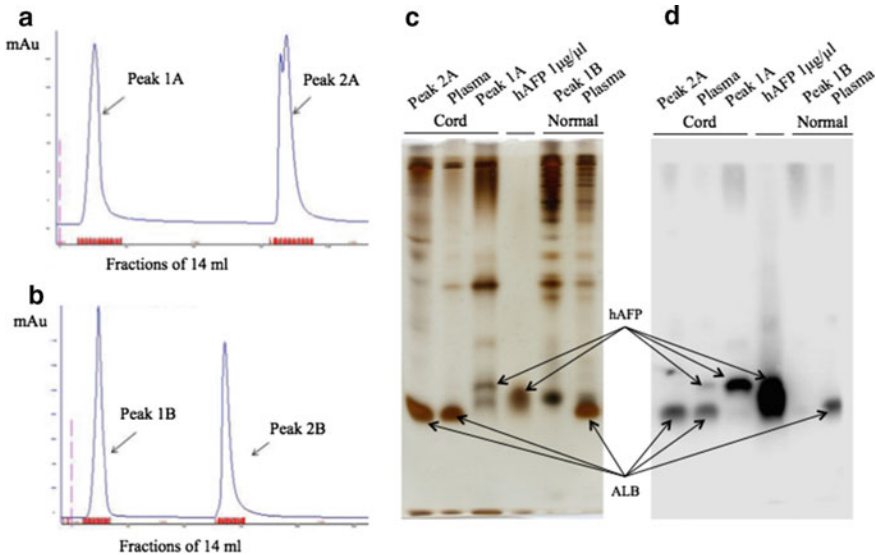 a
mAu
Peak 1A
Peak 2A
Fractions of 14 ml
b
mAu
Peak 1B
Peak 2B
Fractions of 14 ml
c
Peak 2A
Plasma
Peak 1A
hAFP 1µg/µl
Peak 1B
Plasma
Cord
Normal
d
Peak 2A
Plasma
Peak 1A
hAFP 1µg/µl
Peak 1B
Plasma
Cord
Normal
hAFP
ALB